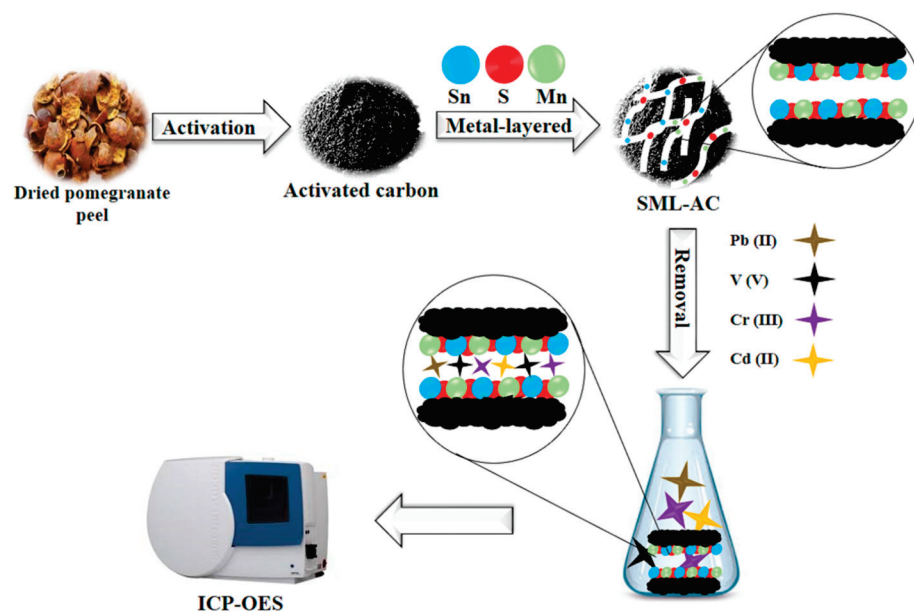 Sn S Mn
Activation
Metal-layered
Dried pomegranate
peel
Activated carbon
SML-AC
Removal
Pb (II)
V (V)
Cr (III)
Cd (II)
ICP-OES